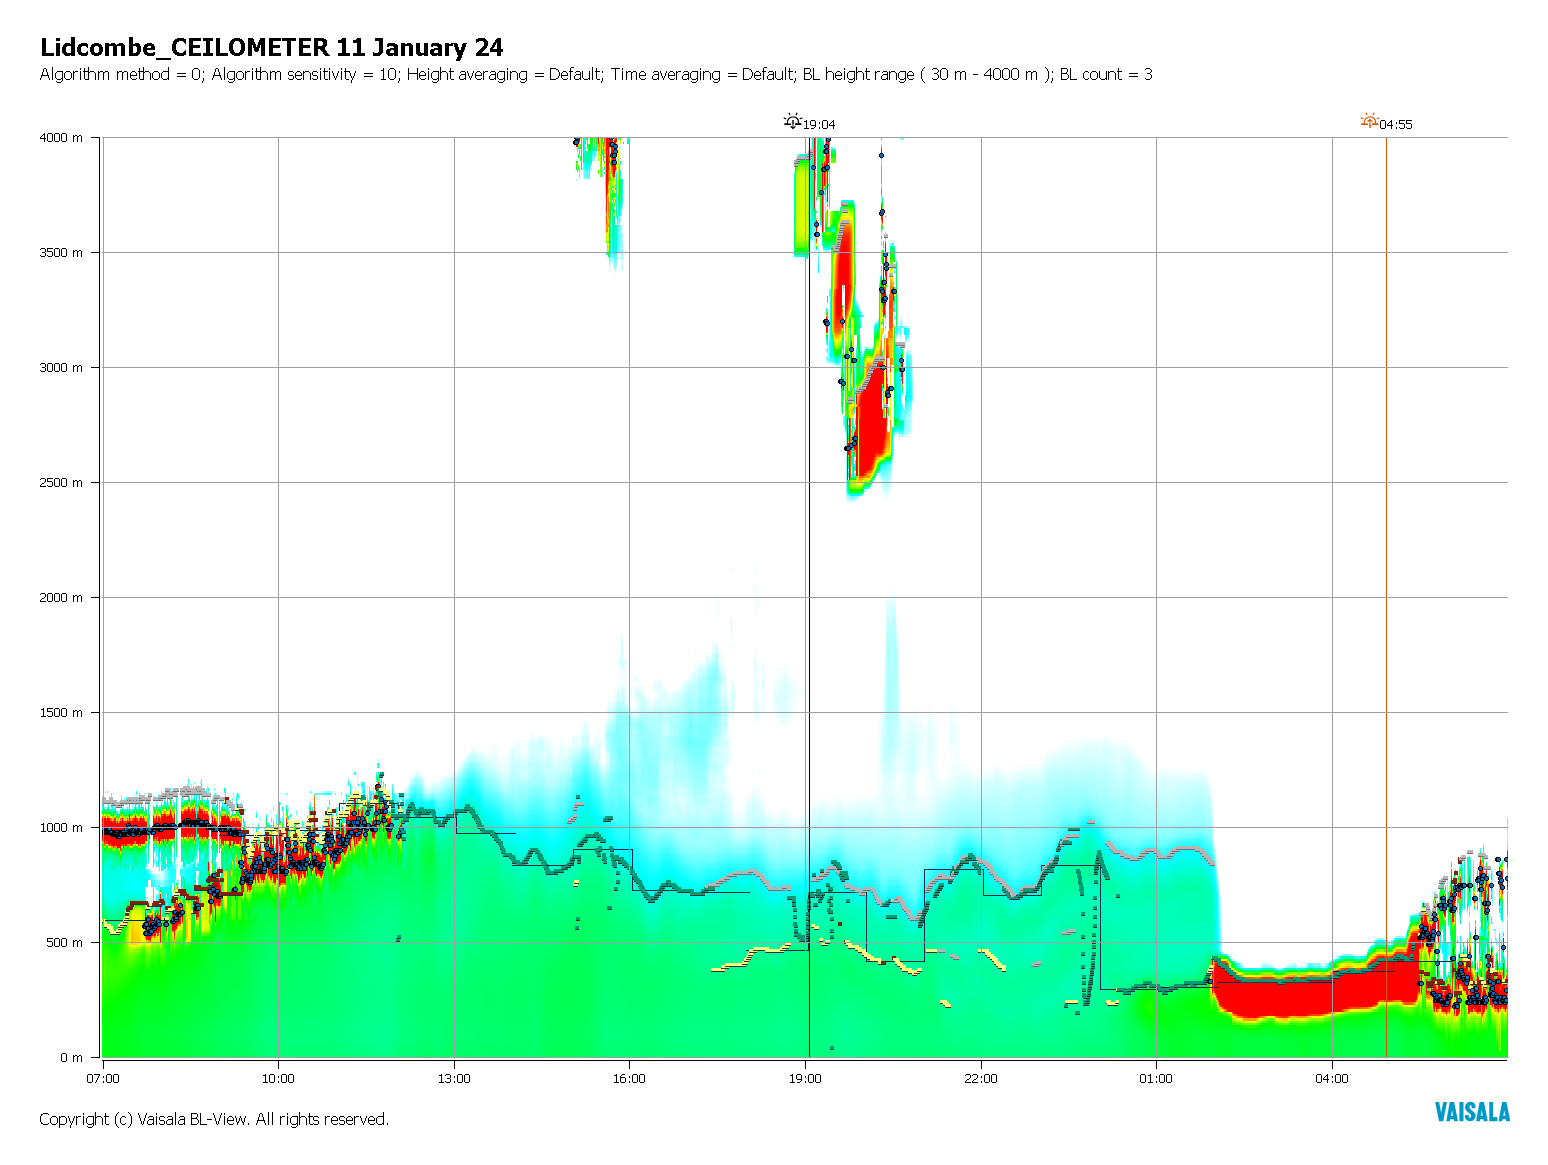 Lidcombe_CEILOMETER 11 January 24
Algorithm method = 0; Algorithm sensitivity = 10; Height averaging = Default; Time averaging = Default; BL height range ( 30 m - 4000 m ); BL count = 3
19:04
04:55
4000 m
3500 m
3000 m
2500 m
2000 m
1500 m
1000 m
500 m
0 m
07:00 10:00 13:00 16:00 19:00 22:00 01:00 04:00
Copyright (c) Vaisala BL-View. All rights reserved.
VAISALA